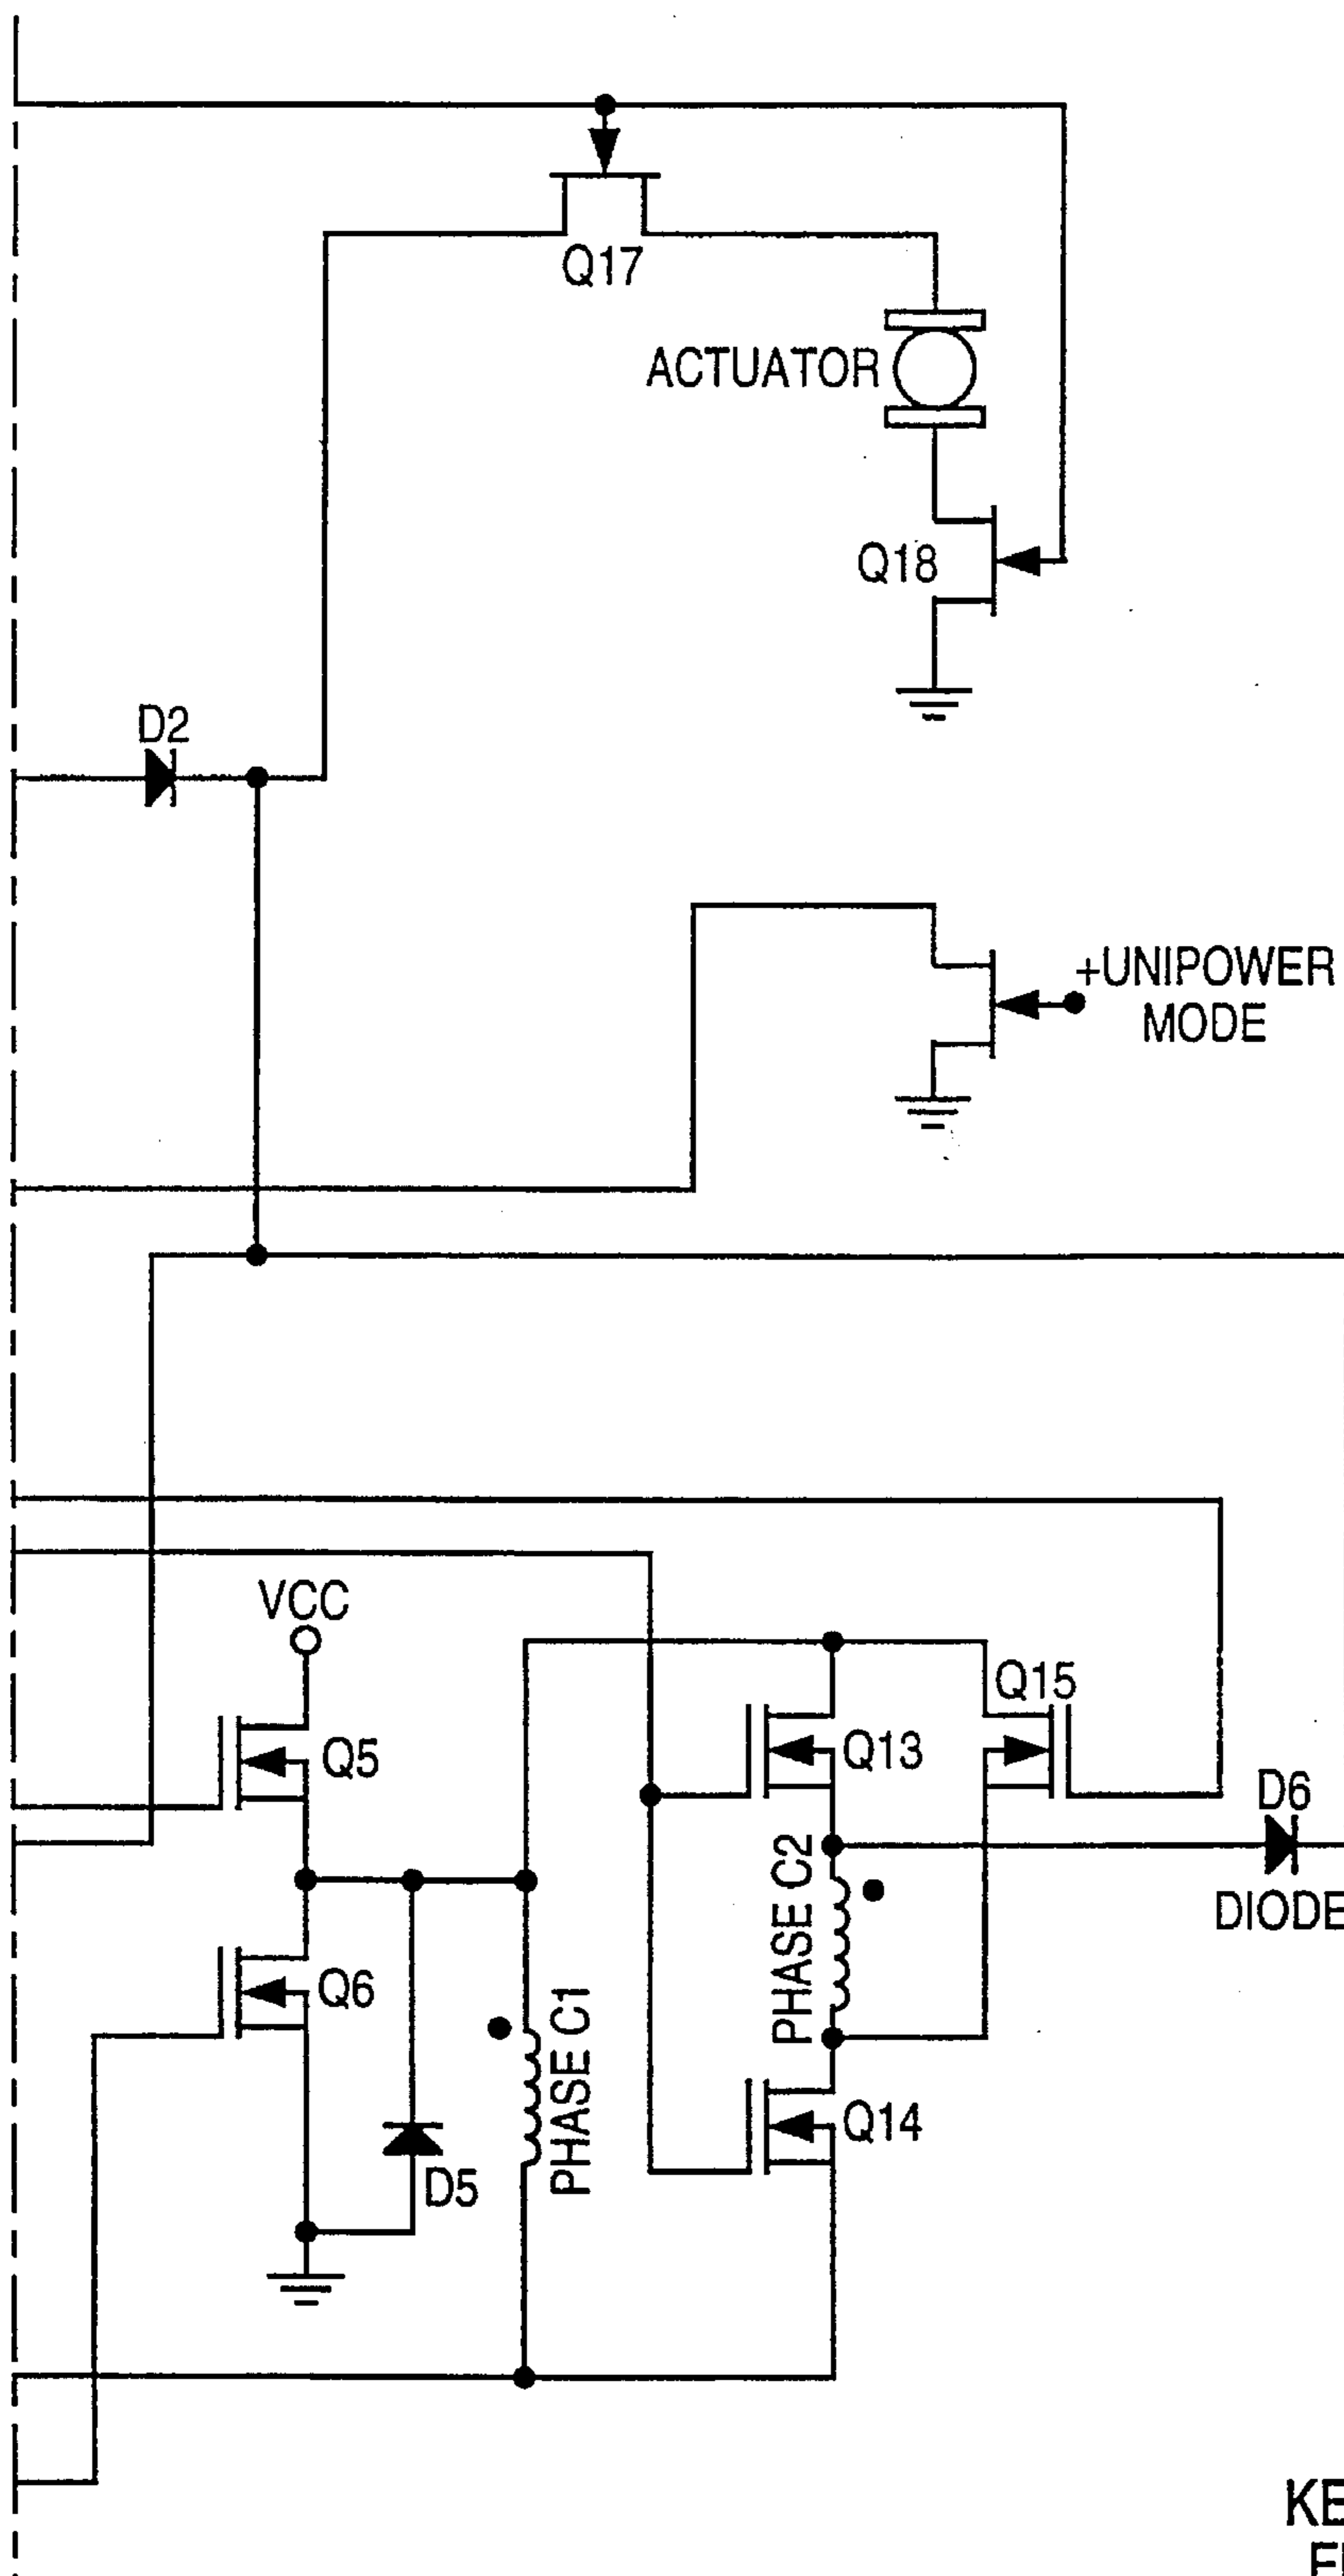 Q17
ACTUATOR
Q18
D2
+UNIPOWER
MODE
VCC
Q15
Q5
Q13
D6
PHASE C2
DIODE
Q6
PHASE C1
Q14
D5